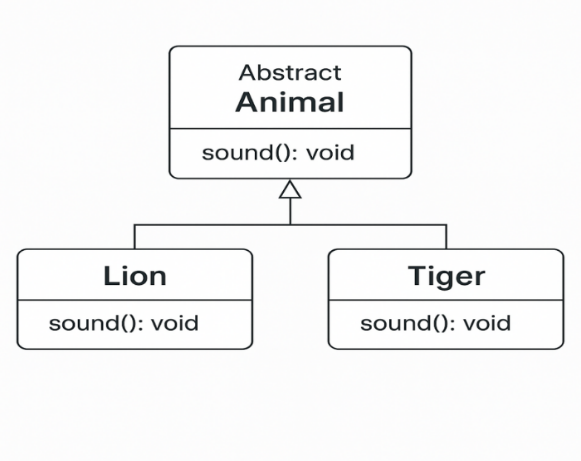 Abstract
Animal
sound(): void
Lion
sound(): void
Tiger
sound(): void